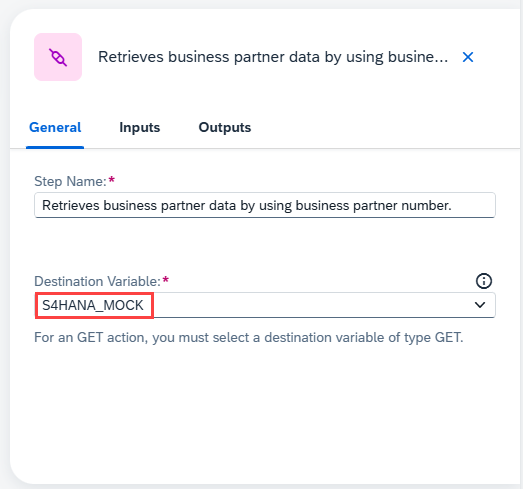 Retrieves business partner data by using busine...
General Inputs Outputs
Step Name:*
Retrieves business partner data by using business partner number.
Destination Variable:*
S4HANA_MOCK
For an GET action, you must select a destination variable of type GET.